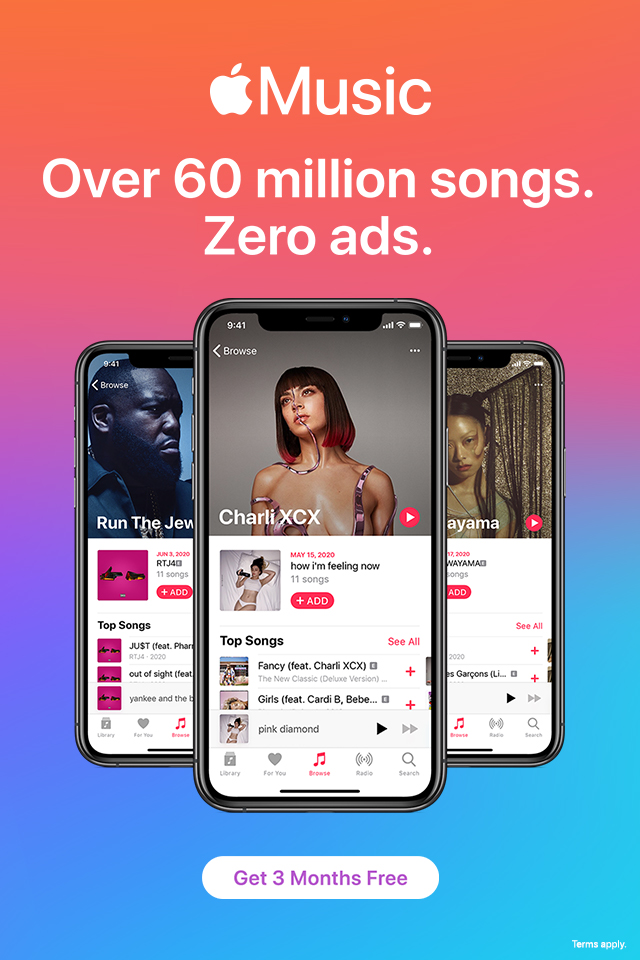 Music
Over 60 million songs.
Zero ads.
9:41
Browse
Run The Jew
JUN 3, 2020
RTJ4 E
11 songs
+ ADD
Top Songs
JU$T (feat. Pharr
RTJ4 - 2020
out of sight (feat. 
yankee and the b
Library
For You
Browse
9:41
Browse
Charli XCX
MAY 15, 2020
how i'm feeling now
11 songs
+ ADD
Top Songs
See All
Fancy (feat. Charli XCX) E
The New Classic (Deluxe Version) ...
Girls (feat. Cardi B, Bebe... E
pink diamond
Library
For You
Browse
Radio
Search
ayama
17, 2020
WAYAMA E
songs
ADD
See All
2020
es Garçons (Li... E
Browse
Radio
Search
Get 3 Months Free
Terms apply.